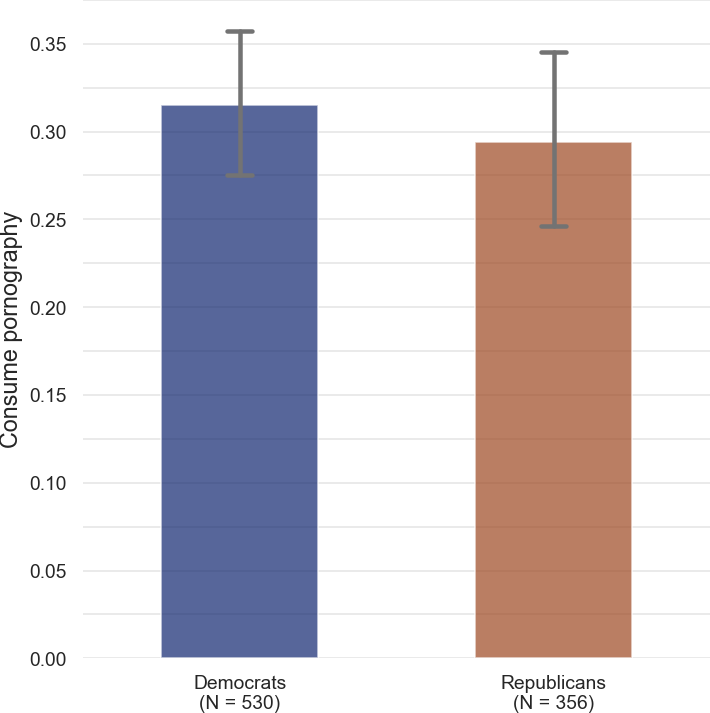 Consume pornography
0.35
0.30
0.25
0.20
0.15
0.10
0.05
0.00
Democrats
(N = 530)
Republicans
(N = 356)